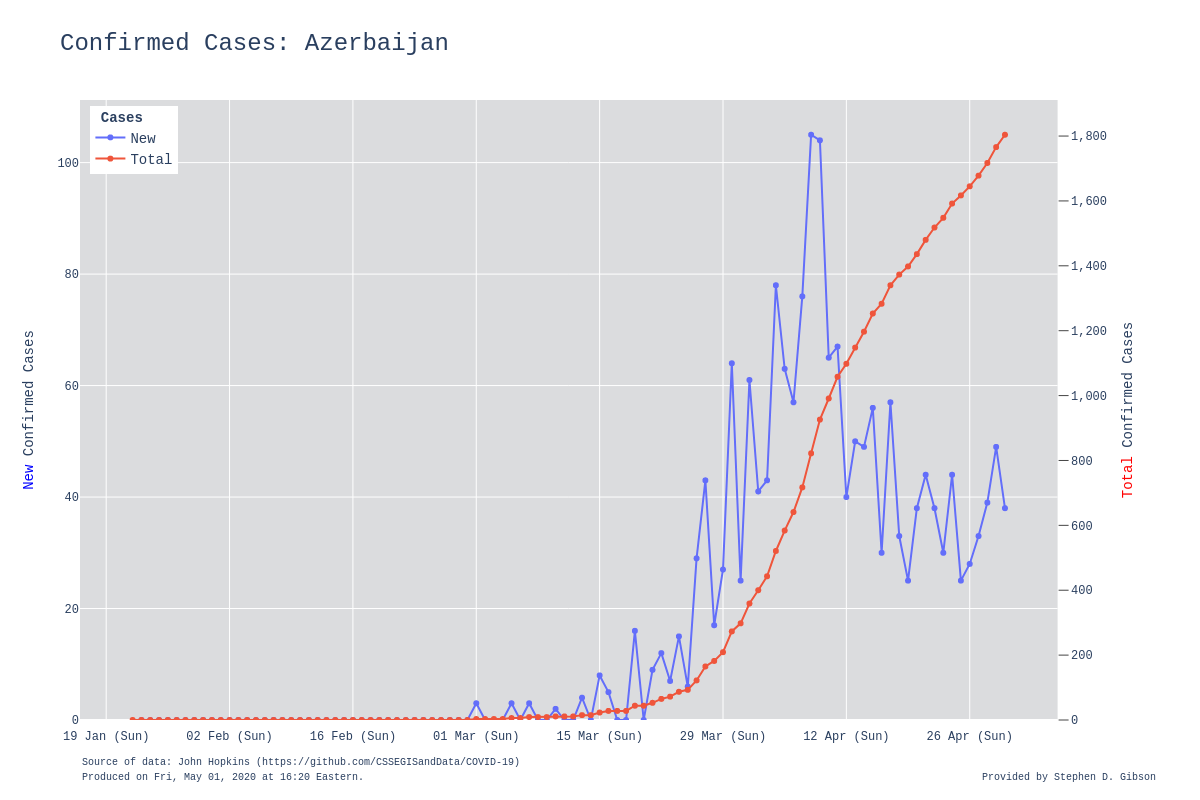 Confirmed Cases: Azerbaijan
Cases
New
Total
100
80
60
40
20
0
1,800
1,600
1,400
1,200
1,000
800
600
400
200
0
New Confirmed Cases
Total Confirmed Cases
19 Jan (Sun)
02 Feb (Sun)
16 Feb (Sun)
01 Mar (Sun)
15 Mar (Sun)
29 Mar (Sun)
12 Apr (Sun)
26 Apr (Sun)
Source of data: John Hopkins (https://github.com/CSSEGISandData/COVID-19)
Produced on Fri, May 01, 2020 at 16:20 Eastern.
Provided by Stephen D. Gibson